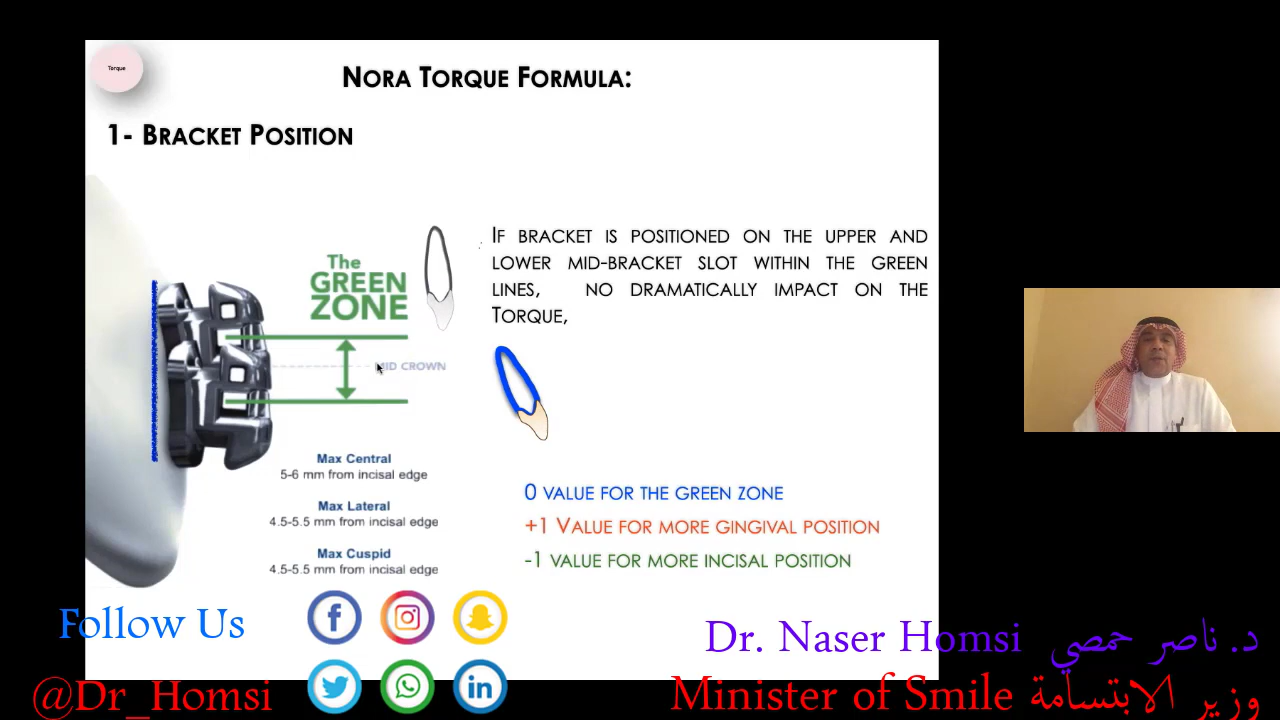 Torque
NORA TORQUE FORMULA:
1- BRACKET POSITION
The
GREEN
ZONE
MID CROWN
IF BRACKET IS POSITIONED ON THE UPPER AND
LOWER MID-BRACKET SLOT WITHIN THE GREEN
LINES, NO DRAMATICALLY IMPACT ON THE
TORQUE,
Max Central
5-6 mm from incisal edge
Max Lateral
4.5-5.5 mm from incisal edge
Max Cuspid
4.5-5.5 mm from incisal edge
0 VALUE FOR THE GREEN ZONE
+1 VALUE FOR MORE GINGIVAL POSITION
-1 VALUE FOR MORE INCISAL POSITION
Follow Us
@Dr_Homsi
Dr. Naser Homsi د. ناصر حمصي
Minister of Smile وزير الابتسامة